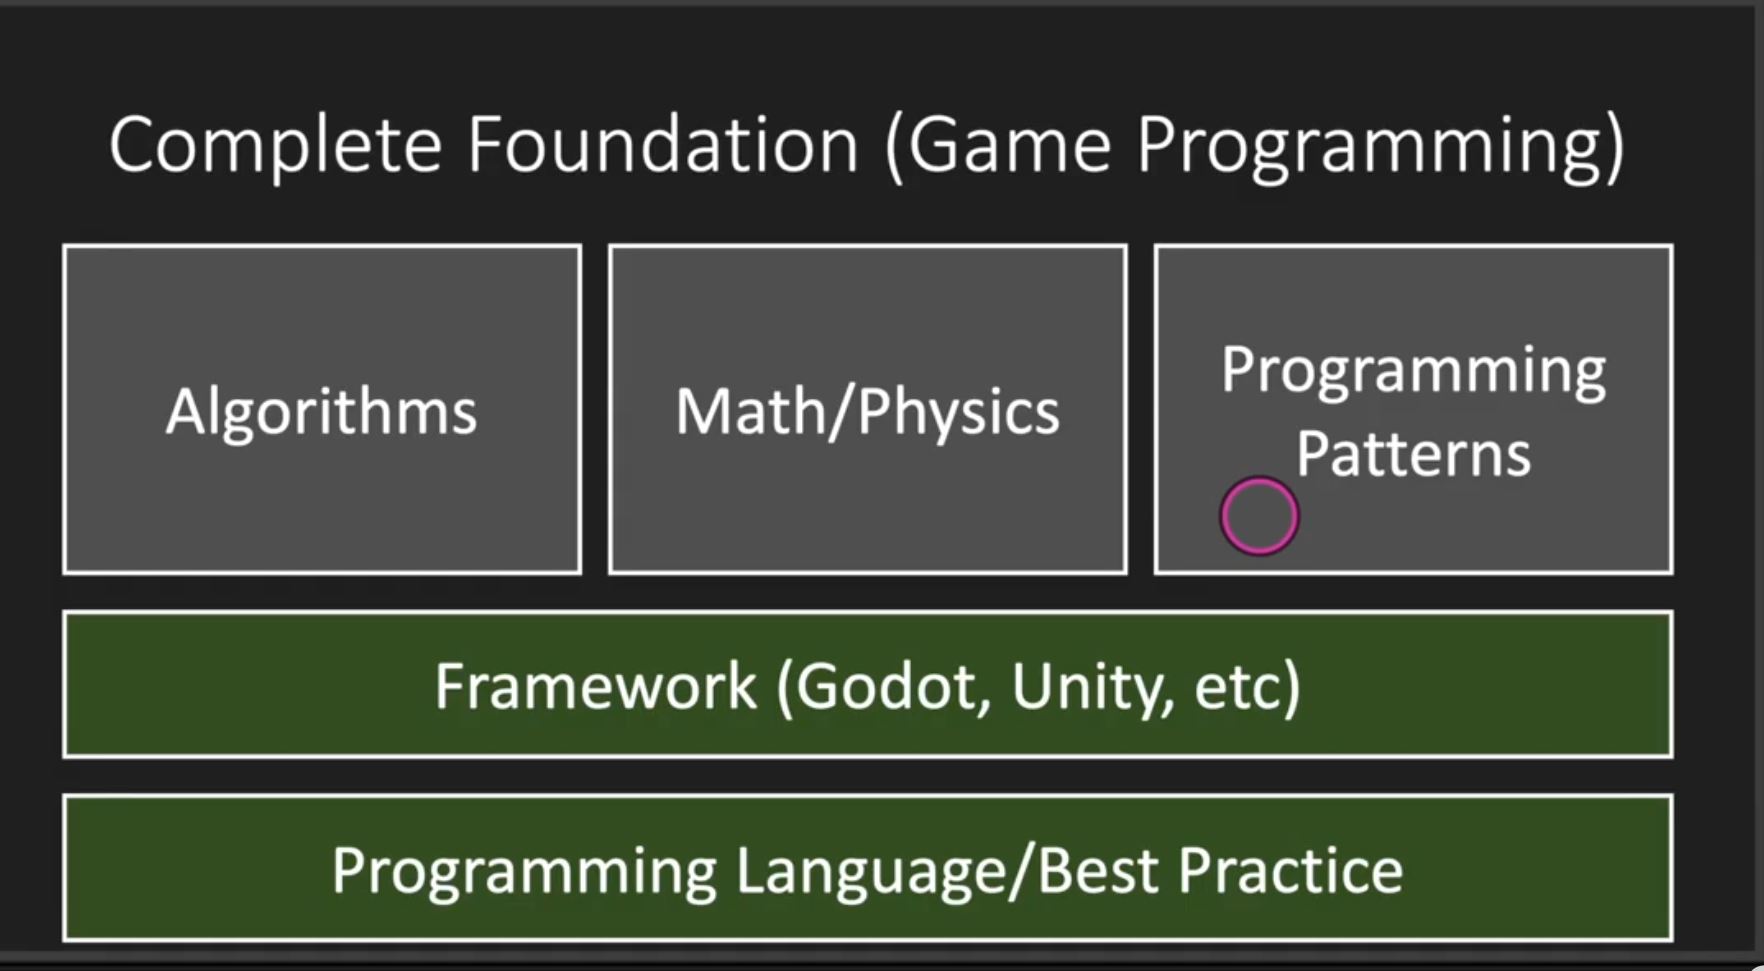 Complete Foundation (Game Programming)
Algorithms
Math/Physics
Programming
Patterns
Framework (Godot, Unity, etc)
Programming Language/Best Practice